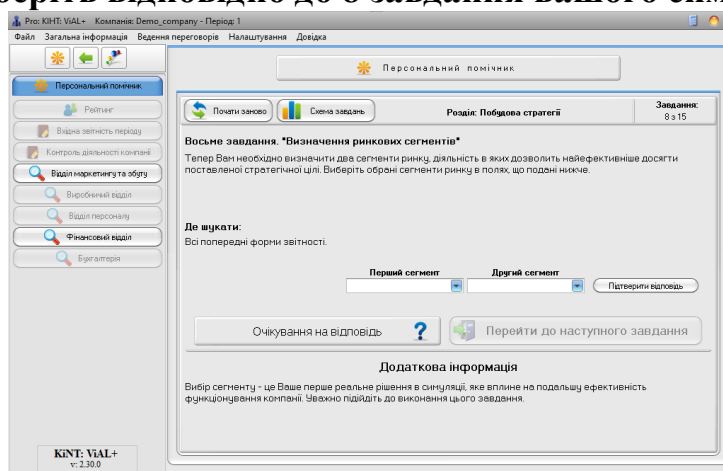 беріть відповідно до 8 завдання вашого сим
Pro: КІНТ: ViAL+ Компанія: Demo_company - Період: 1
Файл Загальна інформація Ведення переговорів Налаштування Довідка
Персональний помічник
Рейтинг
Вхідна звітність періоду
Контроль діяльності компанії
Відділ маркетингу та збуту
Виробничий відділ
Відділ персоналу
Фінансовий відділ
Бухгалтерія
KiNT: ViAL+
v: 2.30.0
Персональний помічник
Почати заново
Схема завдань
Розділ: Побудова стратегії
Завдання:
8 з 15
Восьме завдання. "Визначення ринкових сегментів"
Тепер Вам необхідно визначити два сегменти ринку, діяльність в яких дозволить найефективніше досягти
поставленої стратегічної цілі. Виберіть обрані сегменти ринку в полях, що подані нижче.
Де шукати:
Всі попередні форми звітності.
Перший сегмент Другий сегмент
Підтверити відповідь
Очікування на відповідь ?
Перейти до наступного завдання
Додаткова інформація
Вибір сегменту - це Ваше перше реальне рішення в симуляції, яке вплине на подальшу ефективність
функціонування компанії. Уважно підійдіть до виконання цього завдання.